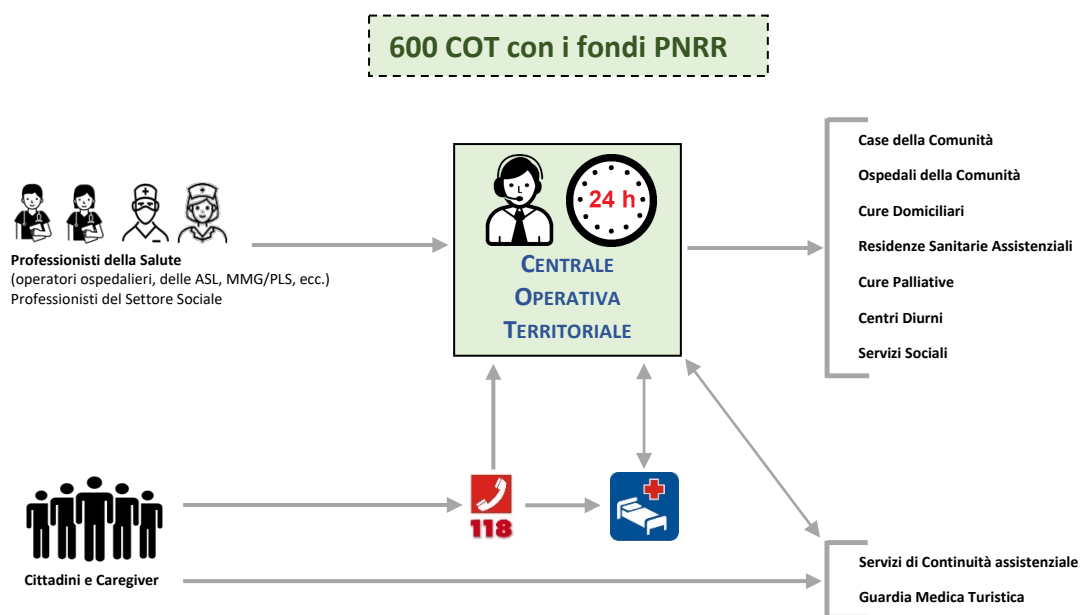 600 COT con i fondi PNRR
24 h
CENTRALE
OPERATIVA
TERRITORIALE
Professionisti della Salute
(operatori ospedalieri, delle ASL, MMG/PLS, ecc.)
Professionisti del Settore Sociale
Case della Comunità
Ospedali della Comunità
Cure Domiciliari
Residenze Sanitarie Assistenziali
Cure Palliative
Centri Diurni
Servizi Sociali
118
Cittadini e Caregiver
Servizi di Continuità assistenziale
Guardia Medica Turistica